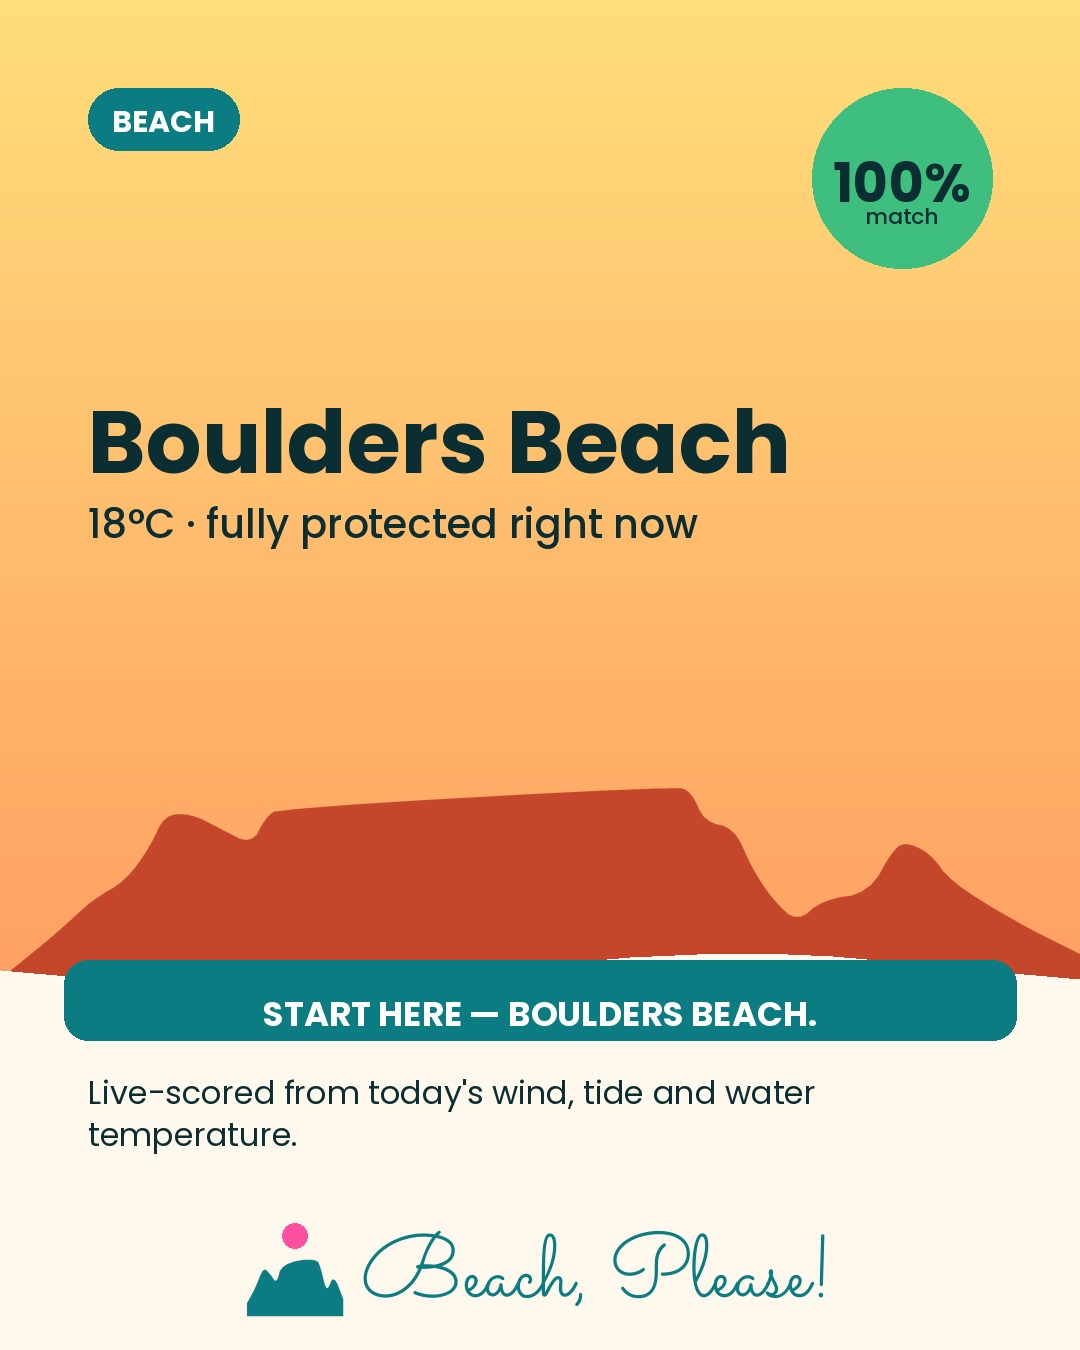 BEACH
100%
match
Boulders Beach
18°C · fully protected right now
START HERE — BOULDERS BEACH.
Live-scored from today's wind, tide and water
temperature.
Beach, Please!